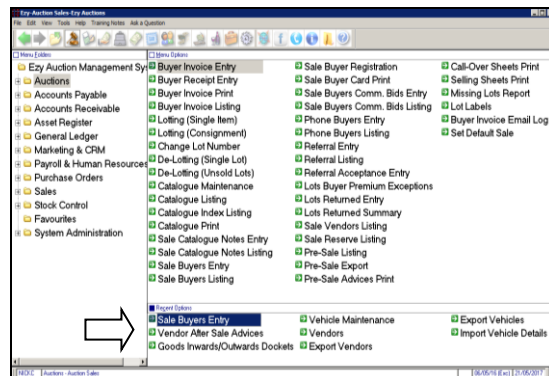 Ezy-Auction Sales-Ezy Auctions
File Edit View Tools Help Training Notes Ask a Question
Menu Folders
Ezy Auction Management Sy
Auctions
Accounts Payable
Accounts Receivable
Asset Register
General Ledger
Marketing & CRM
Payroll & Human Resources
Purchase Orders
Sales
Stock Control
Favourites
System Administration
Menu Options
Buyer Invoice Entry
Buyer Receipt Entry
Buyer Invoice Print
Buyer Invoice Listing
Lotting (Single Item)
Lotting (Consignment)
Change Lot Number
De-Lotting (Single Lot)
De-Lotting (Unsold Lots)
Catalogue Maintenance
Catalogue Listing
Catalogue Index Listing
Catalogue Print
Sale Catalogue Notes Entry
Sale Catalogue Notes Listing
Sale Buyers Entry
Sale Buyers Listing
Sale Buyer Registration
Sale Buyer Card Print
Sale Buyers Comm. Bids Entry
Sale Buyers Comm. Bids Listing
Phone Buyers Entry
Phone Buyers Listing
Referral Entry
Referral Listing
Referral Acceptance Entry
Lots Buyer Premium Exceptions
Lots Returned Entry
Lots Returned Summary
Sale Vendors Listing
Sale Reserve Listing
Pre-Sale Listing
Pre-Sale Export
Pre-Sale Advices Print
Call-Over Sheets Print
Selling Sheets Print
Missing Lots Report
Lot Labels
Buyer Invoice Email Log
Set Default Sale
Recent Options
Sale Buyers Entry
Vendor After Sale Advices
Goods Inwards/Outwards Dockets
Vehicle Maintenance
Vendors
Export Vendors
Export Vehicles
Import Vehicle Details
NICKC Auctions - Auction Sales 06/05/16 (Exc) 21/05/2017